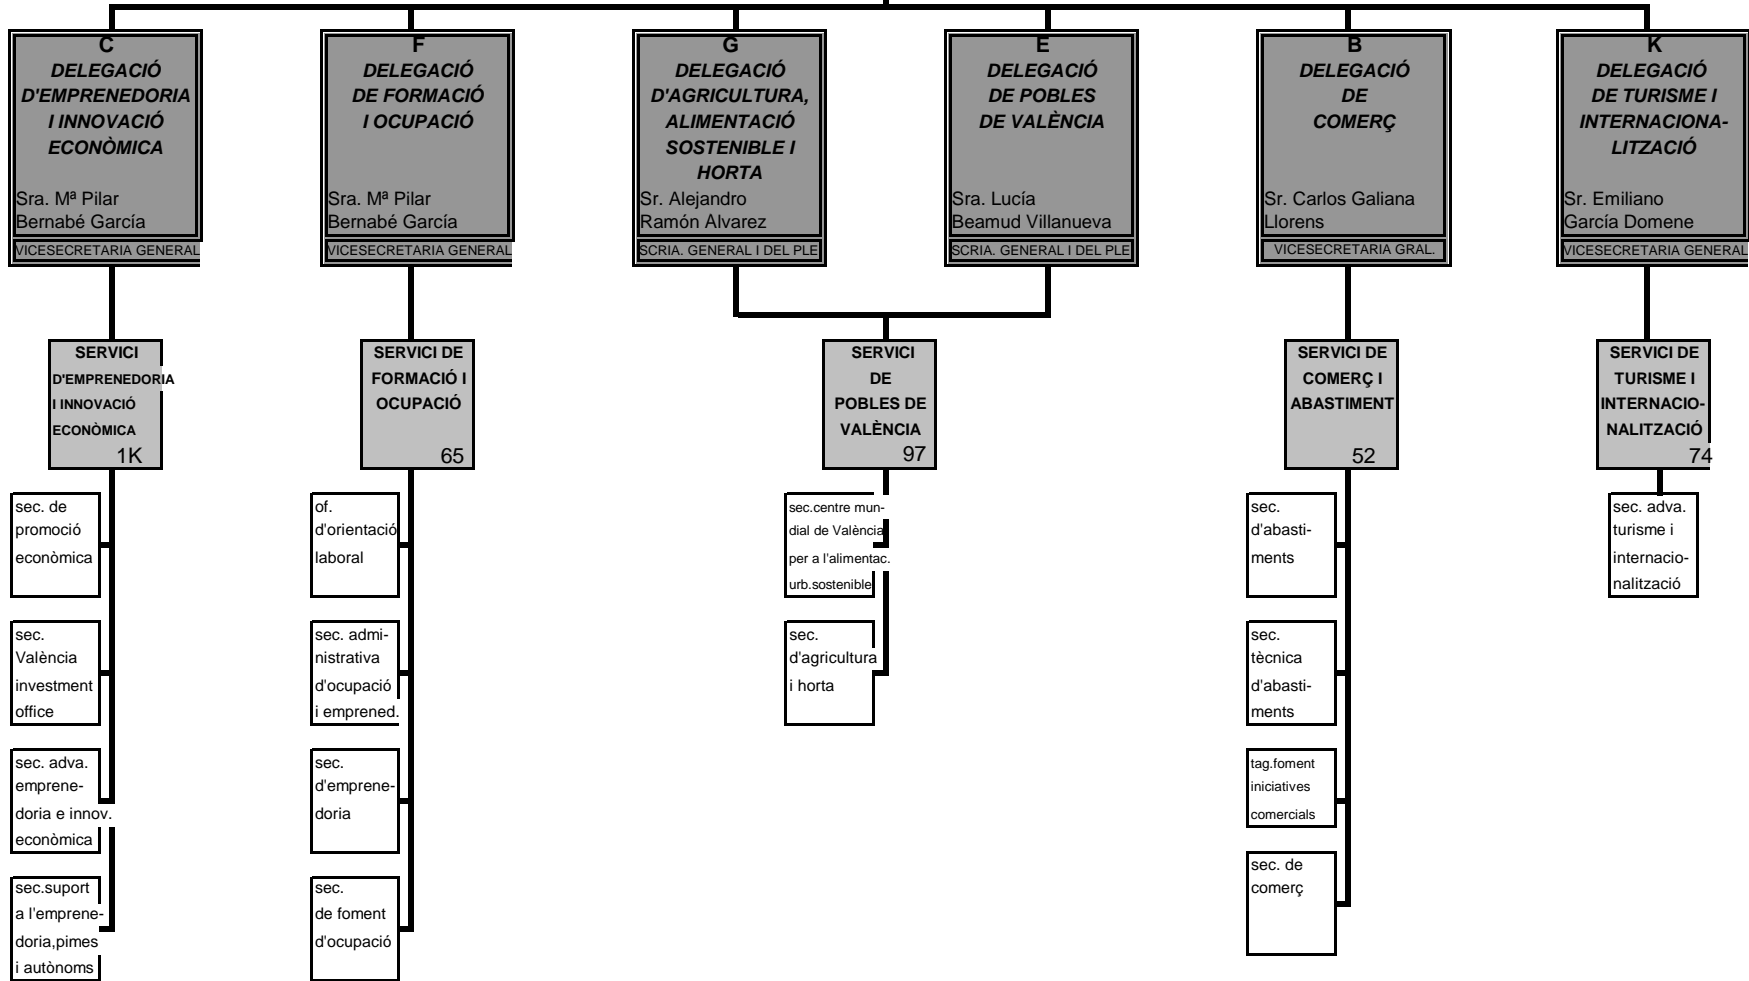 C
DELEGACIÓ
D'EMPRENEDORIA
I INNOVACIÓ
ECONÒMICA
Sra. Mª Pilar
Bernabé García
VICESECRETARIA GENERAL
F
DELEGACIÓ
DE FORMACIÓ
I OCUPACIÓ
Sra. Mª Pilar
Bernabé García
VICESECRETARIA GENERAL
G
DELEGACIÓ
D'AGRICULTURA,
ALIMENTACIÓ
SOSTENIBLE I
HORTA
Sr. Alejandro
Ramón Alvarez
SCRIA. GENERAL I DEL PLE
E
DELEGACIÓ
DE POBLES
DE VALÈNCIA
Sra. Lucía
Beamud Villanueva
SCRIA. GENERAL I DEL PLE
B
DELEGACIÓ
DE
COMERÇ
Sr. Carlos Galiana
Llorens
VICESECRETARIA GRAL.
K
DELEGACIÓ
DE TURISME I
INTERNACIONA-
LITZACIÓ
Sr. Emiliano
García Domene
VICESECRETARIA GENERAL
SERVICI
D'EMPRENEDORIA
I INNOVACIÓ
ECONÒMICA
1K
SERVICI DE
FORMACIÓ I
OCUPACIÓ
65
SERVICI
DE
POBLES DE
VALÈNCIA
97
SERVICI DE
COMERÇ I
ABASTIMENT
52
SERVICI DE
TURISME I
INTERNACIO-
NALITZACIÓ
74
sec. de
promoció
econòmica
sec.
València
investment
office
sec. adva.
emprene-
doria e innov.
econòmica
sec.suport
a l'emprene-
doria,pimes
i autònoms
of.
d'orientació
laboral
sec. admi-
nistrativa
d'ocupació
i emprened.
sec.
d'emprene-
doria
sec.
de foment
d'ocupació
sec.centre mun-
dial de València
per a l'alimentac.
urb.sostenible
sec.
d'agricultura
i horta
sec.
d'abasti-
ments
sec.
tècnica
d'abasti-
ments
tag.foment
iniciatives
comercials
sec. de
comerç
sec. adva.
turisme i
internacio-
nalització